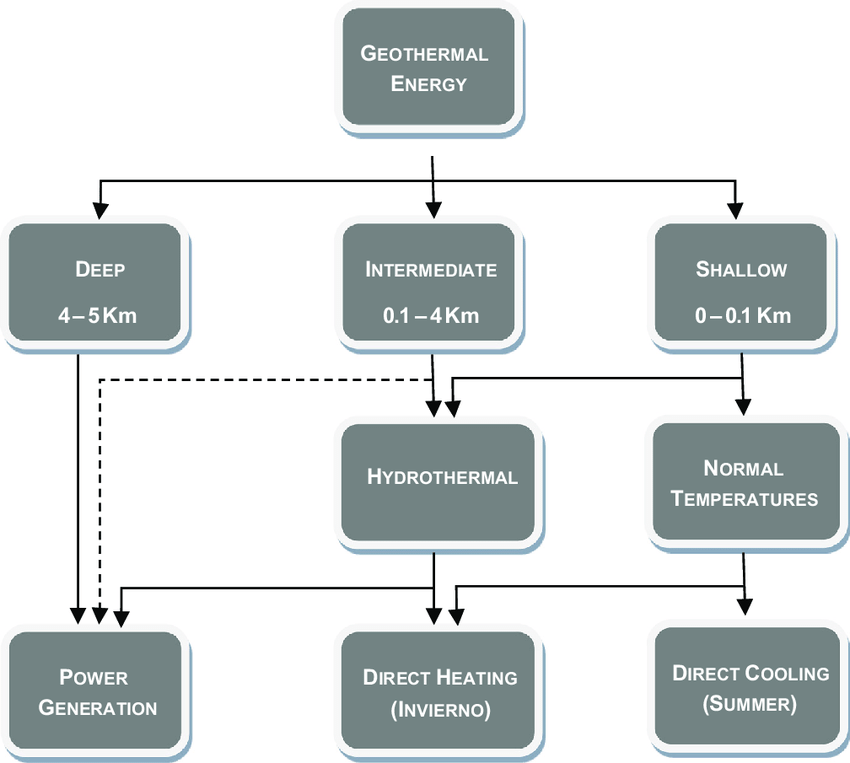 GEOTHERMAL
ENERGY
DEEP
4–5 Km
INTERMEDIATE
0.1–4 Km
SHALLOW
0–0.1 Km
HYDROTHERMAL
NORMAL
TEMPERATURES
POWER
GENERATION
DIRECT HEATING
(INVIERNO)
DIRECT COOLING
(SUMMER)